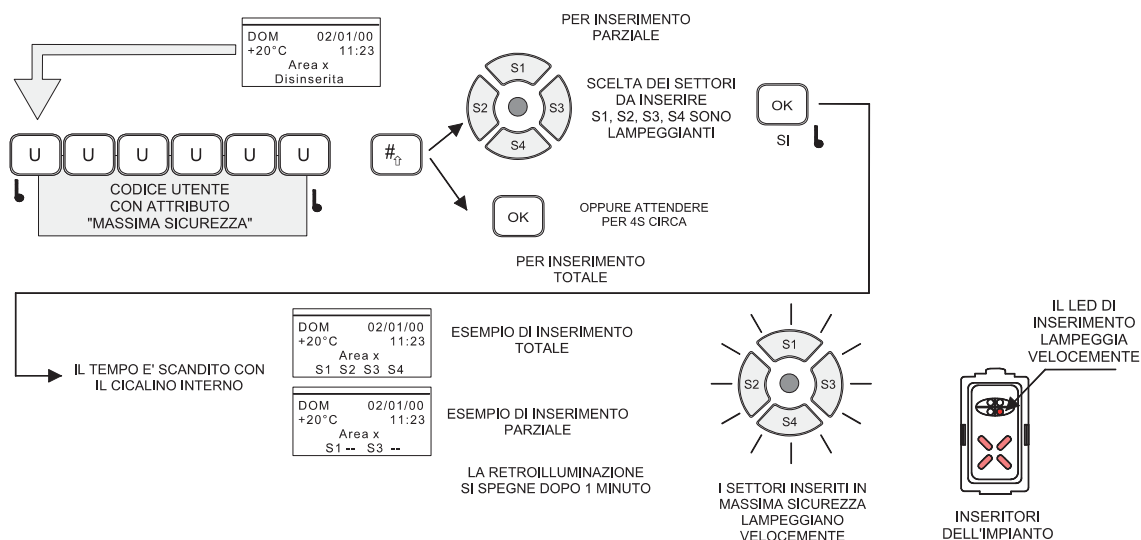 DOM 02/01/00
+20°C 11:23
Area x
Disinserita
U U U U U U
CODICE UTENTE
CON ATTRIBUTO
"MASSIMA SICUREZZA"
#
PER INSERIMENTO
PARZIALE
S1
S2 S3
S4
SCELTA DEI SETTORI
DA INSERIRE
S1, S2, S3, S4 SONO
LAMPEGGIANTI
OK
SI
OK
OPPURE ATTENDERE
PER 4S CIRCA
PER INSERIMENTO
TOTALE
IL TEMPO E' SCANDITO CON
IL CICALINO INTERNO
DOM 02/01/00
+20°C 11:23
Area x
S1 S2 S3 S4
ESEMPIO DI INSERIMENTO
TOTALE
DOM 02/01/00
+20°C 11:23
Area x
S1 -- S3 --
ESEMPIO DI INSERIMENTO
PARZIALE
LA RETROILLUMINAZIONE
SI SPEGNE DOPO 1 MINUTO
S1
S2 S3
S4
I SETTORI INSERITI IN
MASSIMA SICUREZZA
LAMPEGGIANO
VELOCEMENTE
IL LED DI
INSERIMENTO
LAMPEGGIA
VELOCEMENTE
INSERITORI
DELL'IMPIANTO